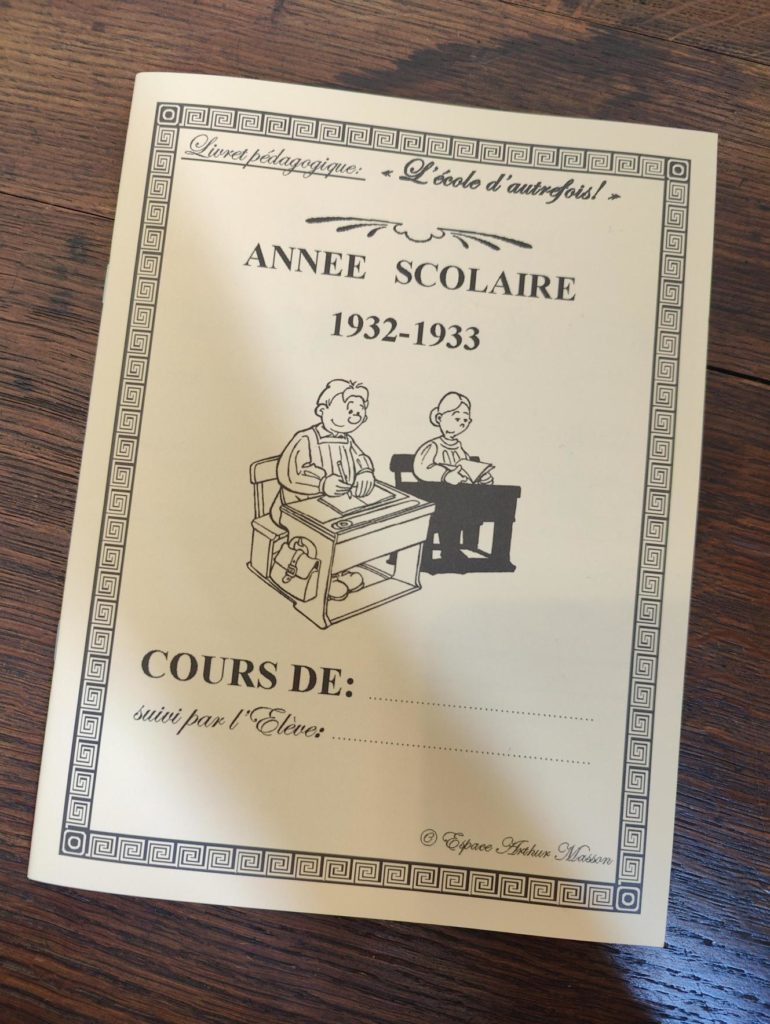 Livret pédagogique: « L'école d'autrefois! »
ANNEE SCOLAIRE
1932-1933
COURS DE: ........................................
suivi par l'Elève: ..............................................
© Espace Arthur Masson